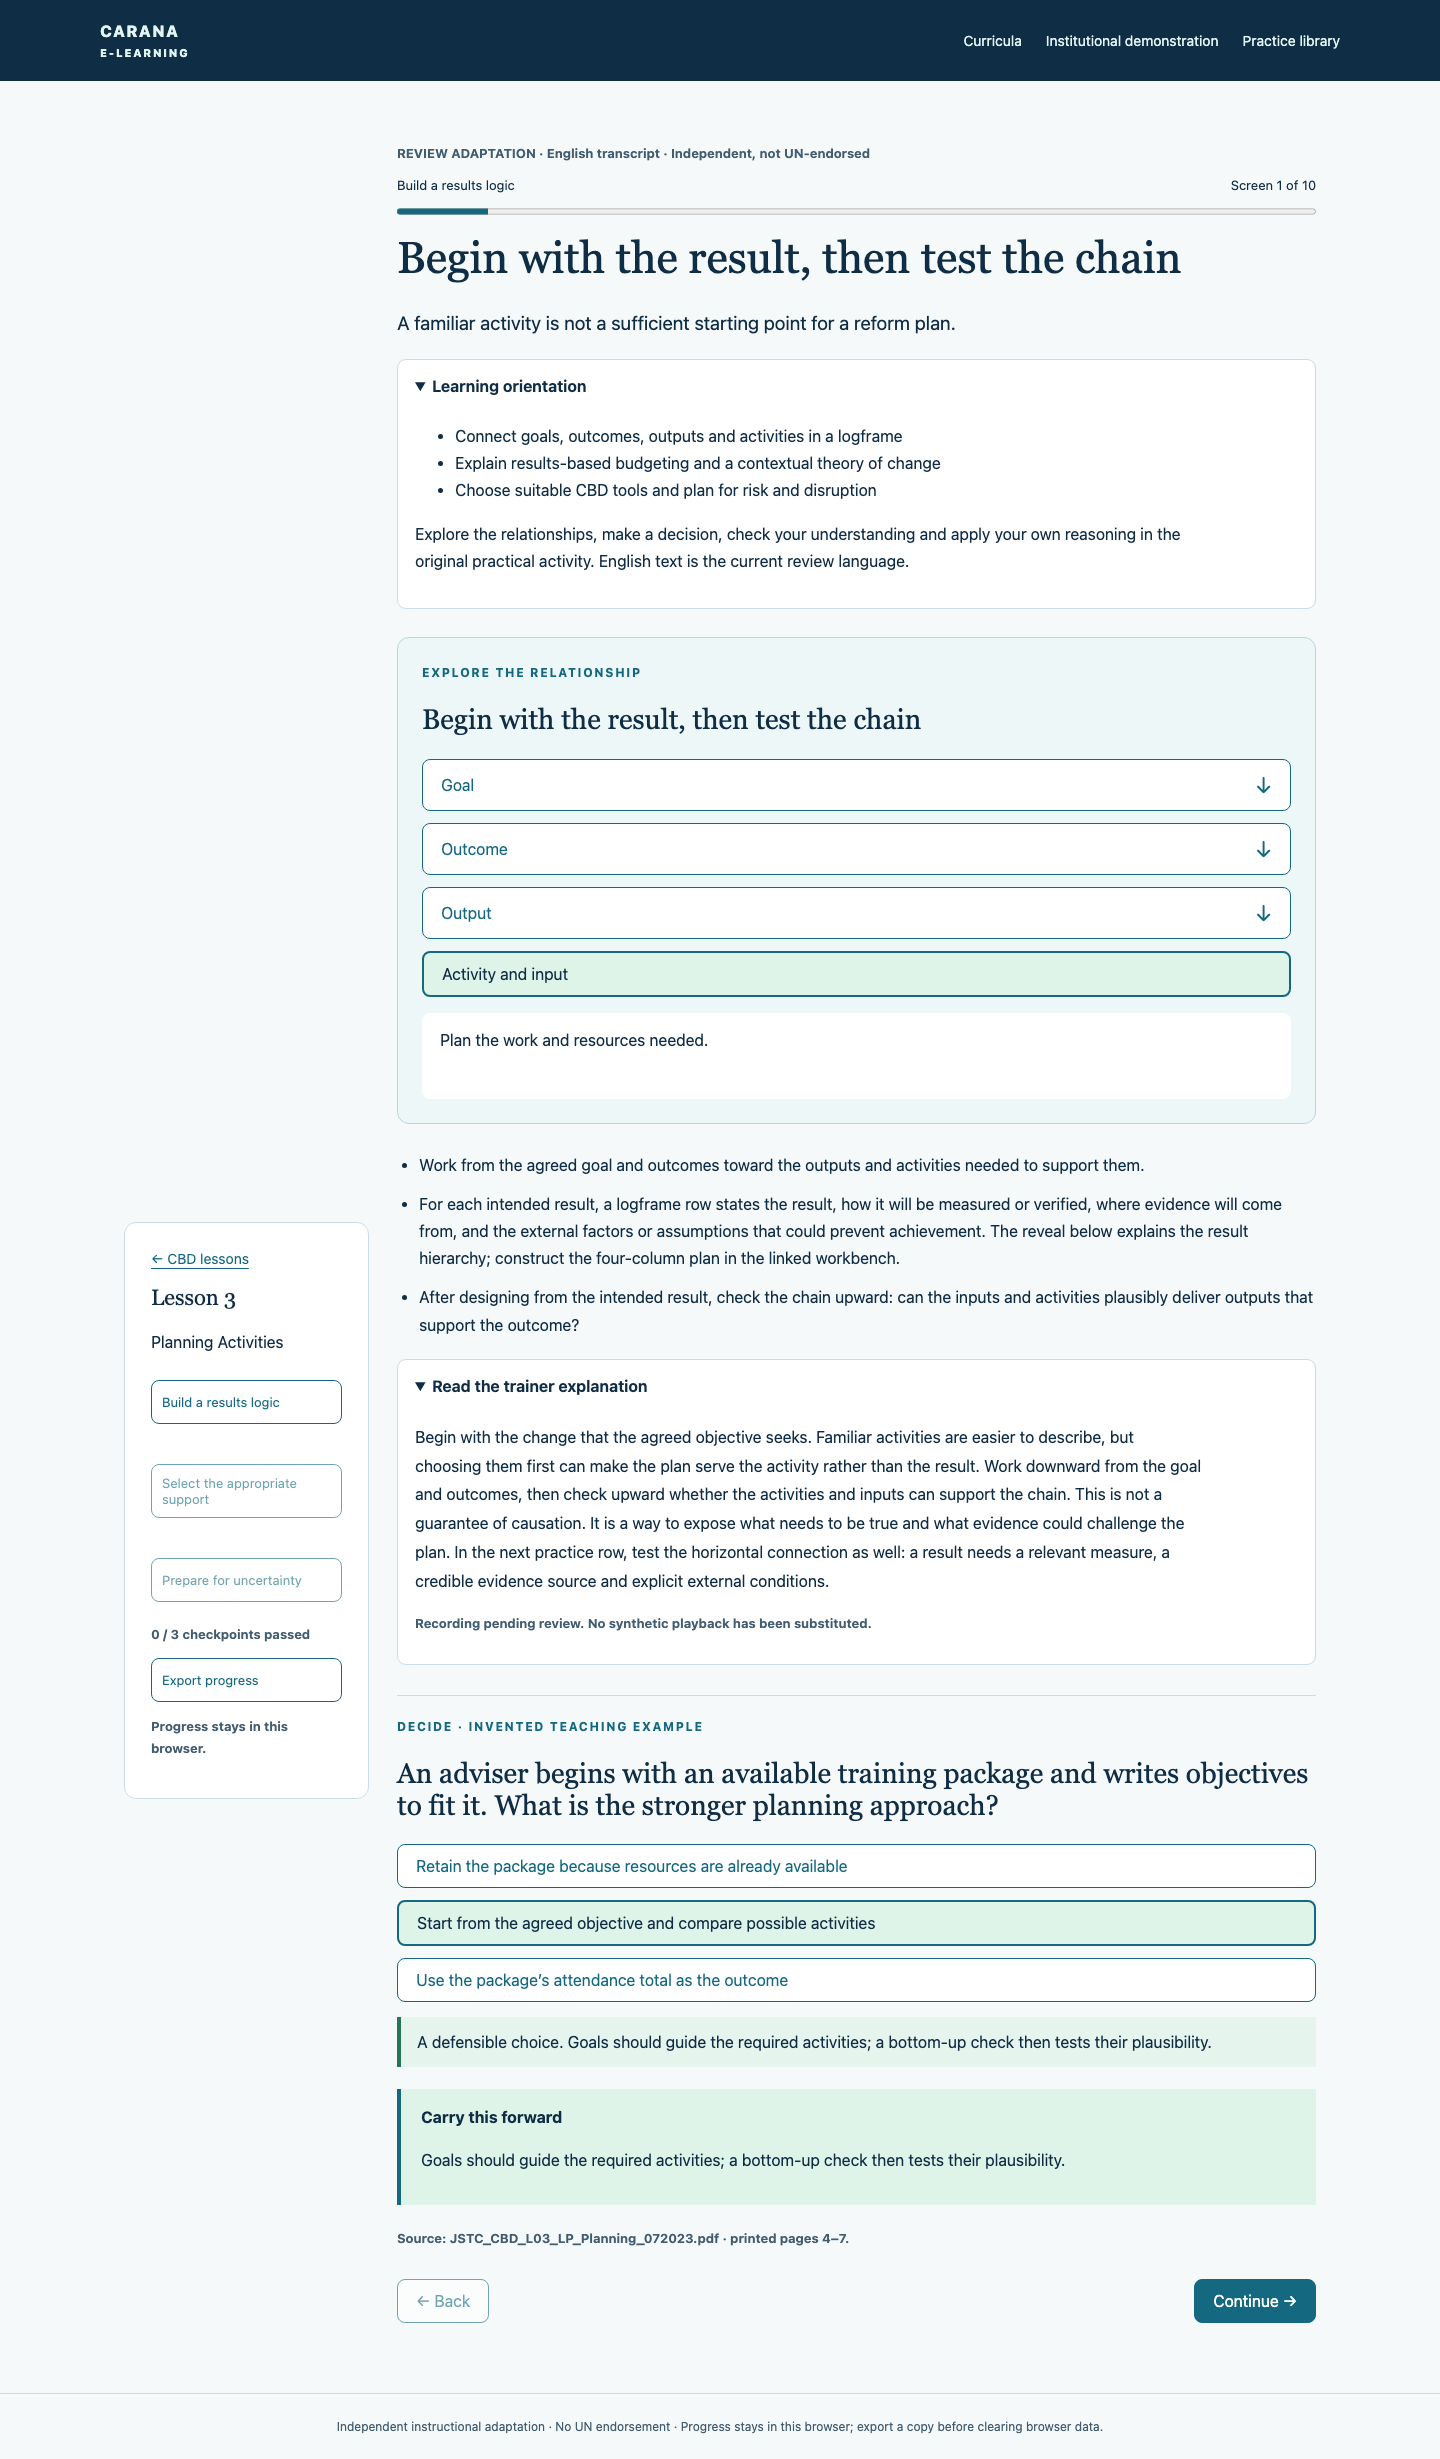 CARANA
E-LEARNING
Curricula
Institutional demonstration
Practice library
REVIEW ADAPTATION · English transcript · Independent, not UN-endorsed
Build a results logic
Screen 1 of 10
Begin with the result, then test the chain
A familiar activity is not a sufficient starting point for a reform plan.
▼ Learning orientation
• Connect goals, outcomes, outputs and activities in a logframe
• Explain results-based budgeting and a contextual theory of change
• Choose suitable CBD tools and plan for risk and disruption
Explore the relationships, make a decision, check your understanding and apply your own reasoning in the
original practical activity. English text is the current review language.
EXPLORE THE RELATIONSHIP
Begin with the result, then test the chain
Goal ↓
Outcome ↓
Output ↓
Activity and input
Plan the work and resources needed.
• Work from the agreed goal and outcomes toward the outputs and activities needed to support them.
• For each intended result, a logframe row states the result, how it will be measured or verified, where evidence will come
from, and the external factors or assumptions that could prevent achievement. The reveal below explains the result
hierarchy; construct the four-column plan in the linked workbench.
• After designing from the intended result, check the chain upward: can the inputs and activities plausibly deliver outputs that
support the outcome?
← CBD lessons
Lesson 3
Planning Activities
Build a results logic
Select the appropriate
support
Prepare for uncertainty
0 / 3 checkpoints passed
Export progress
Progress stays in this
browser.
▼ Read the trainer explanation
Begin with the change that the agreed objective seeks. Familiar activities are easier to describe, but
choosing them first can make the plan serve the activity rather than the result. Work downward from the goal
and outcomes, then check upward whether the activities and inputs can support the chain. This is not a
guarantee of causation. It is a way to expose what needs to be true and what evidence could challenge the
plan. In the next practice row, test the horizontal connection as well: a result needs a relevant measure, a
credible evidence source and explicit external conditions.
Recording pending review. No synthetic playback has been substituted.
DECIDE · INVENTED TEACHING EXAMPLE
An adviser begins with an available training package and writes objectives
to fit it. What is the stronger planning approach?
Retain the package because resources are already available
Start from the agreed objective and compare possible activities
Use the package’s attendance total as the outcome
A defensible choice. Goals should guide the required activities; a bottom-up check then tests their plausibility.
Carry this forward
Goals should guide the required activities; a bottom-up check then tests their plausibility.
Source: JSTC_CBD_L03_LP_Planning_072023.pdf · printed pages 4–7.
← Back
Continue →
Independent instructional adaptation · No UN endorsement · Progress stays in this browser; export a copy before clearing browser data.